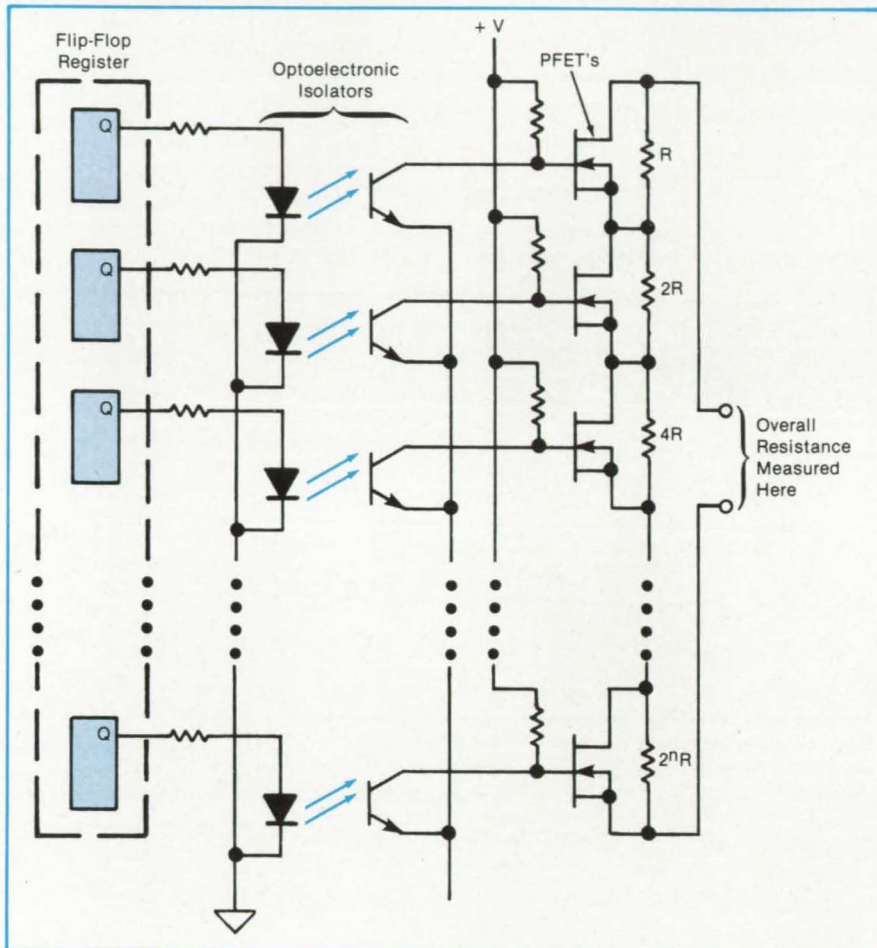 Flip-Flop
Register
Optoelectronic
Isolators
+ V
PFET's
Q
R
Q
2R
Q
4R
Overall
Resistance
Measured
Here
Q
2ⁿR